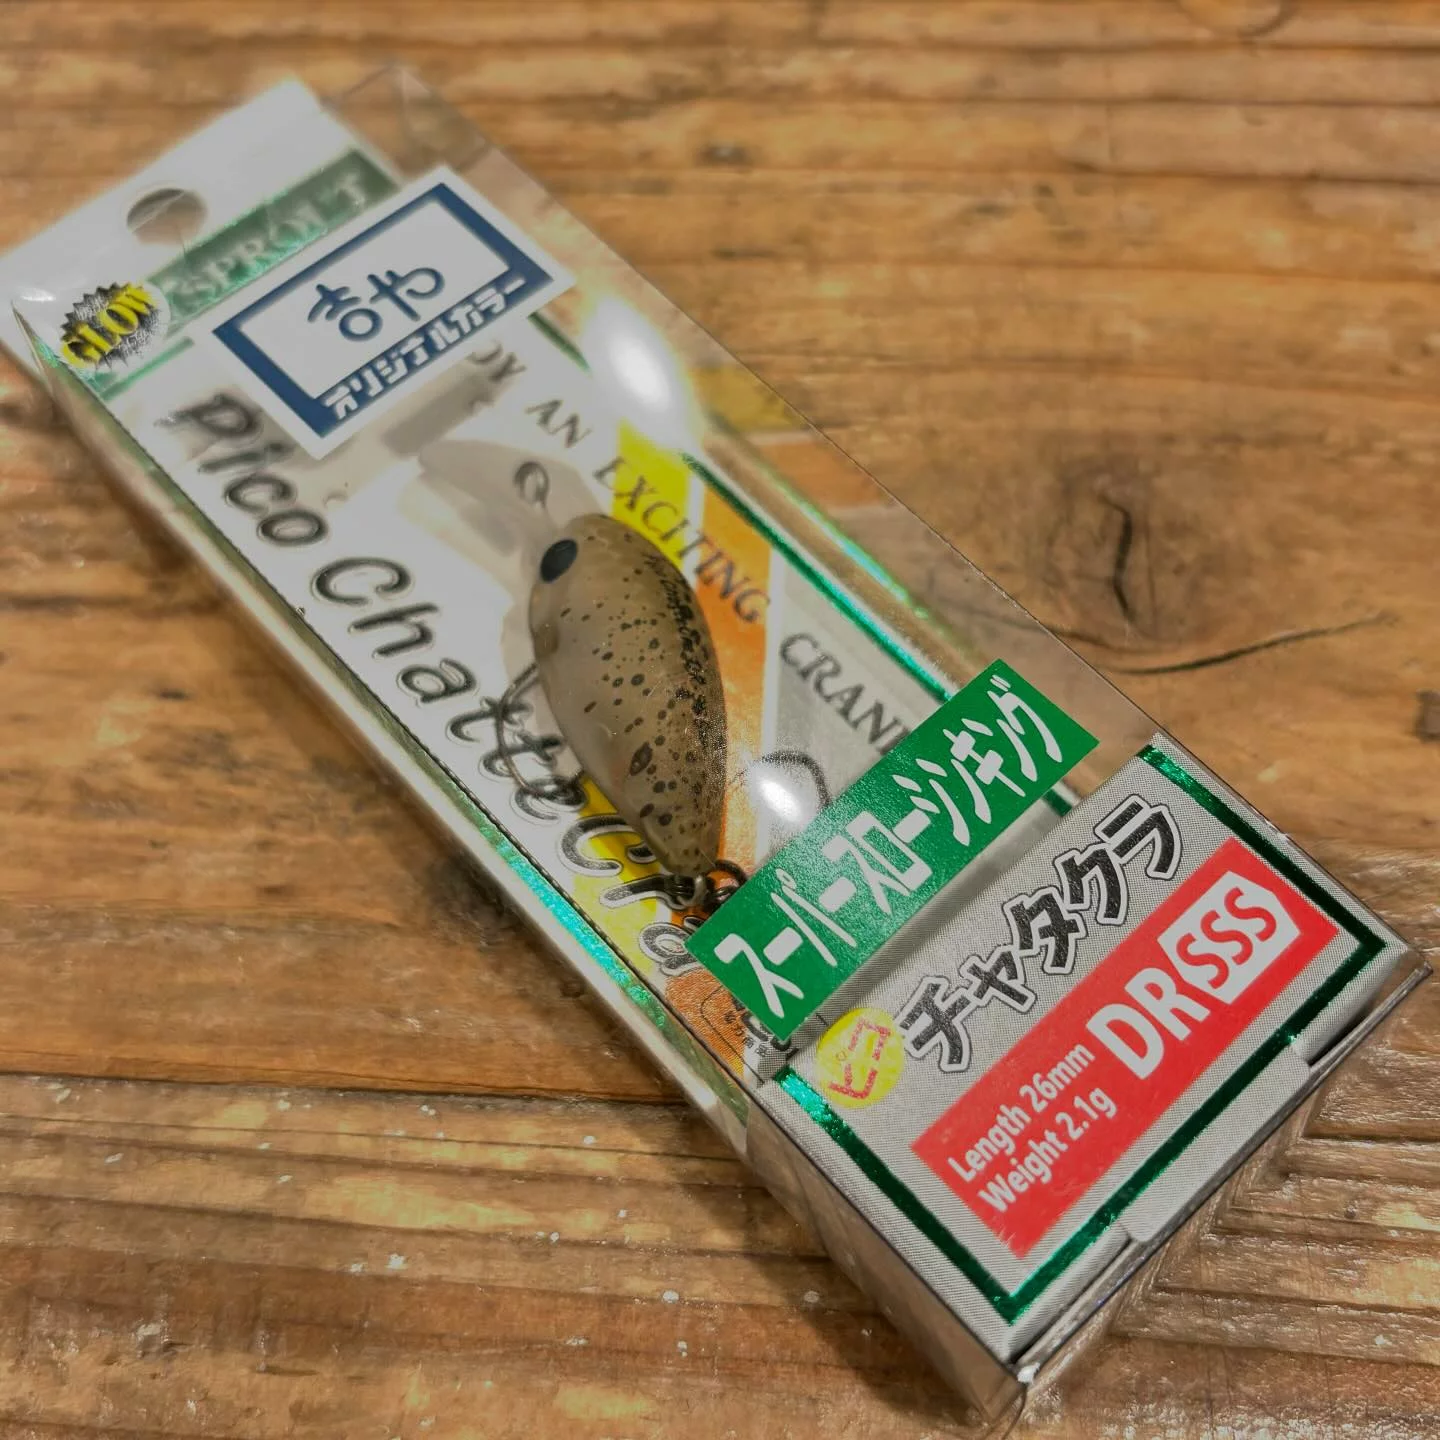 SPROUT
GLOW
吉や
オリジナルカラー
Pico ChatteCra
AN EXCITING CRANK
スーパースローシンキング
ピコ
チャタクラ
DR SSS
Length 26mm
Weight 2.1g